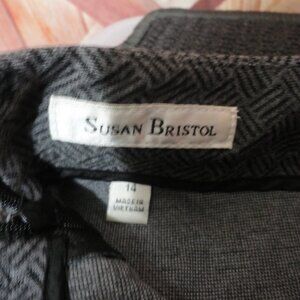 SUSAN BRISTOL
14
MADE IN
VIETNAM